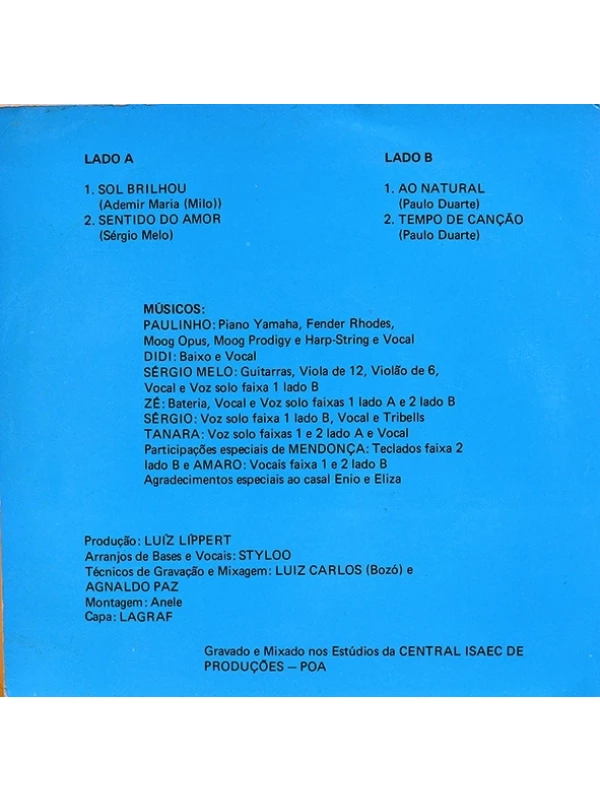 LADO A
1. SOL BRILHOU
(Ademir Maria (Milo))
2. SENTIDO DO AMOR
(Sérgio Melo)
LADO B
1. AO NATURAL
(Paulo Duarte)
2. TEMPO DE CANÇÃO
(Paulo Duarte)
MÚSICOS:
PAULINHO: Piano Yamaha, Fender Rhodes,
Moog Opus, Moog Prodigy e Harp-String e Vocal
DIDI: Baixo e Vocal
SÉRGIO MELO: Guitarras, Viola de 12, Violão de 6,
Vocal e Voz solo faixa 1 lado B
ZÉ: Bateria, Vocal e Voz solo faixas 1 lado A e 2 lado B
SÉRGIO: Voz solo faixa 1 lado B, Vocal e Tribells
TANARA: Voz solo faixas 1 e 2 lado A e Vocal
Participações especiais de MENDONÇA: Teclados faixa 2
lado B e AMARO: Vocais faixa 1 e 2 lado B
Agradecimentos especiais ao casal Enio e Eliza
Produção: LUÍZ LÍPPERT
Arranjos de Bases e Vocais: STYLOO
Técnicos de Gravação e Mixagem: LUIZ CARLOS (Bozó) e
AGNALDO PAZ
Montagem: Anele
Capa: LAGRAF
Gravado e Mixado nos Estúdios da CENTRAL ISAEC DE
PRODUÇÕES — POA